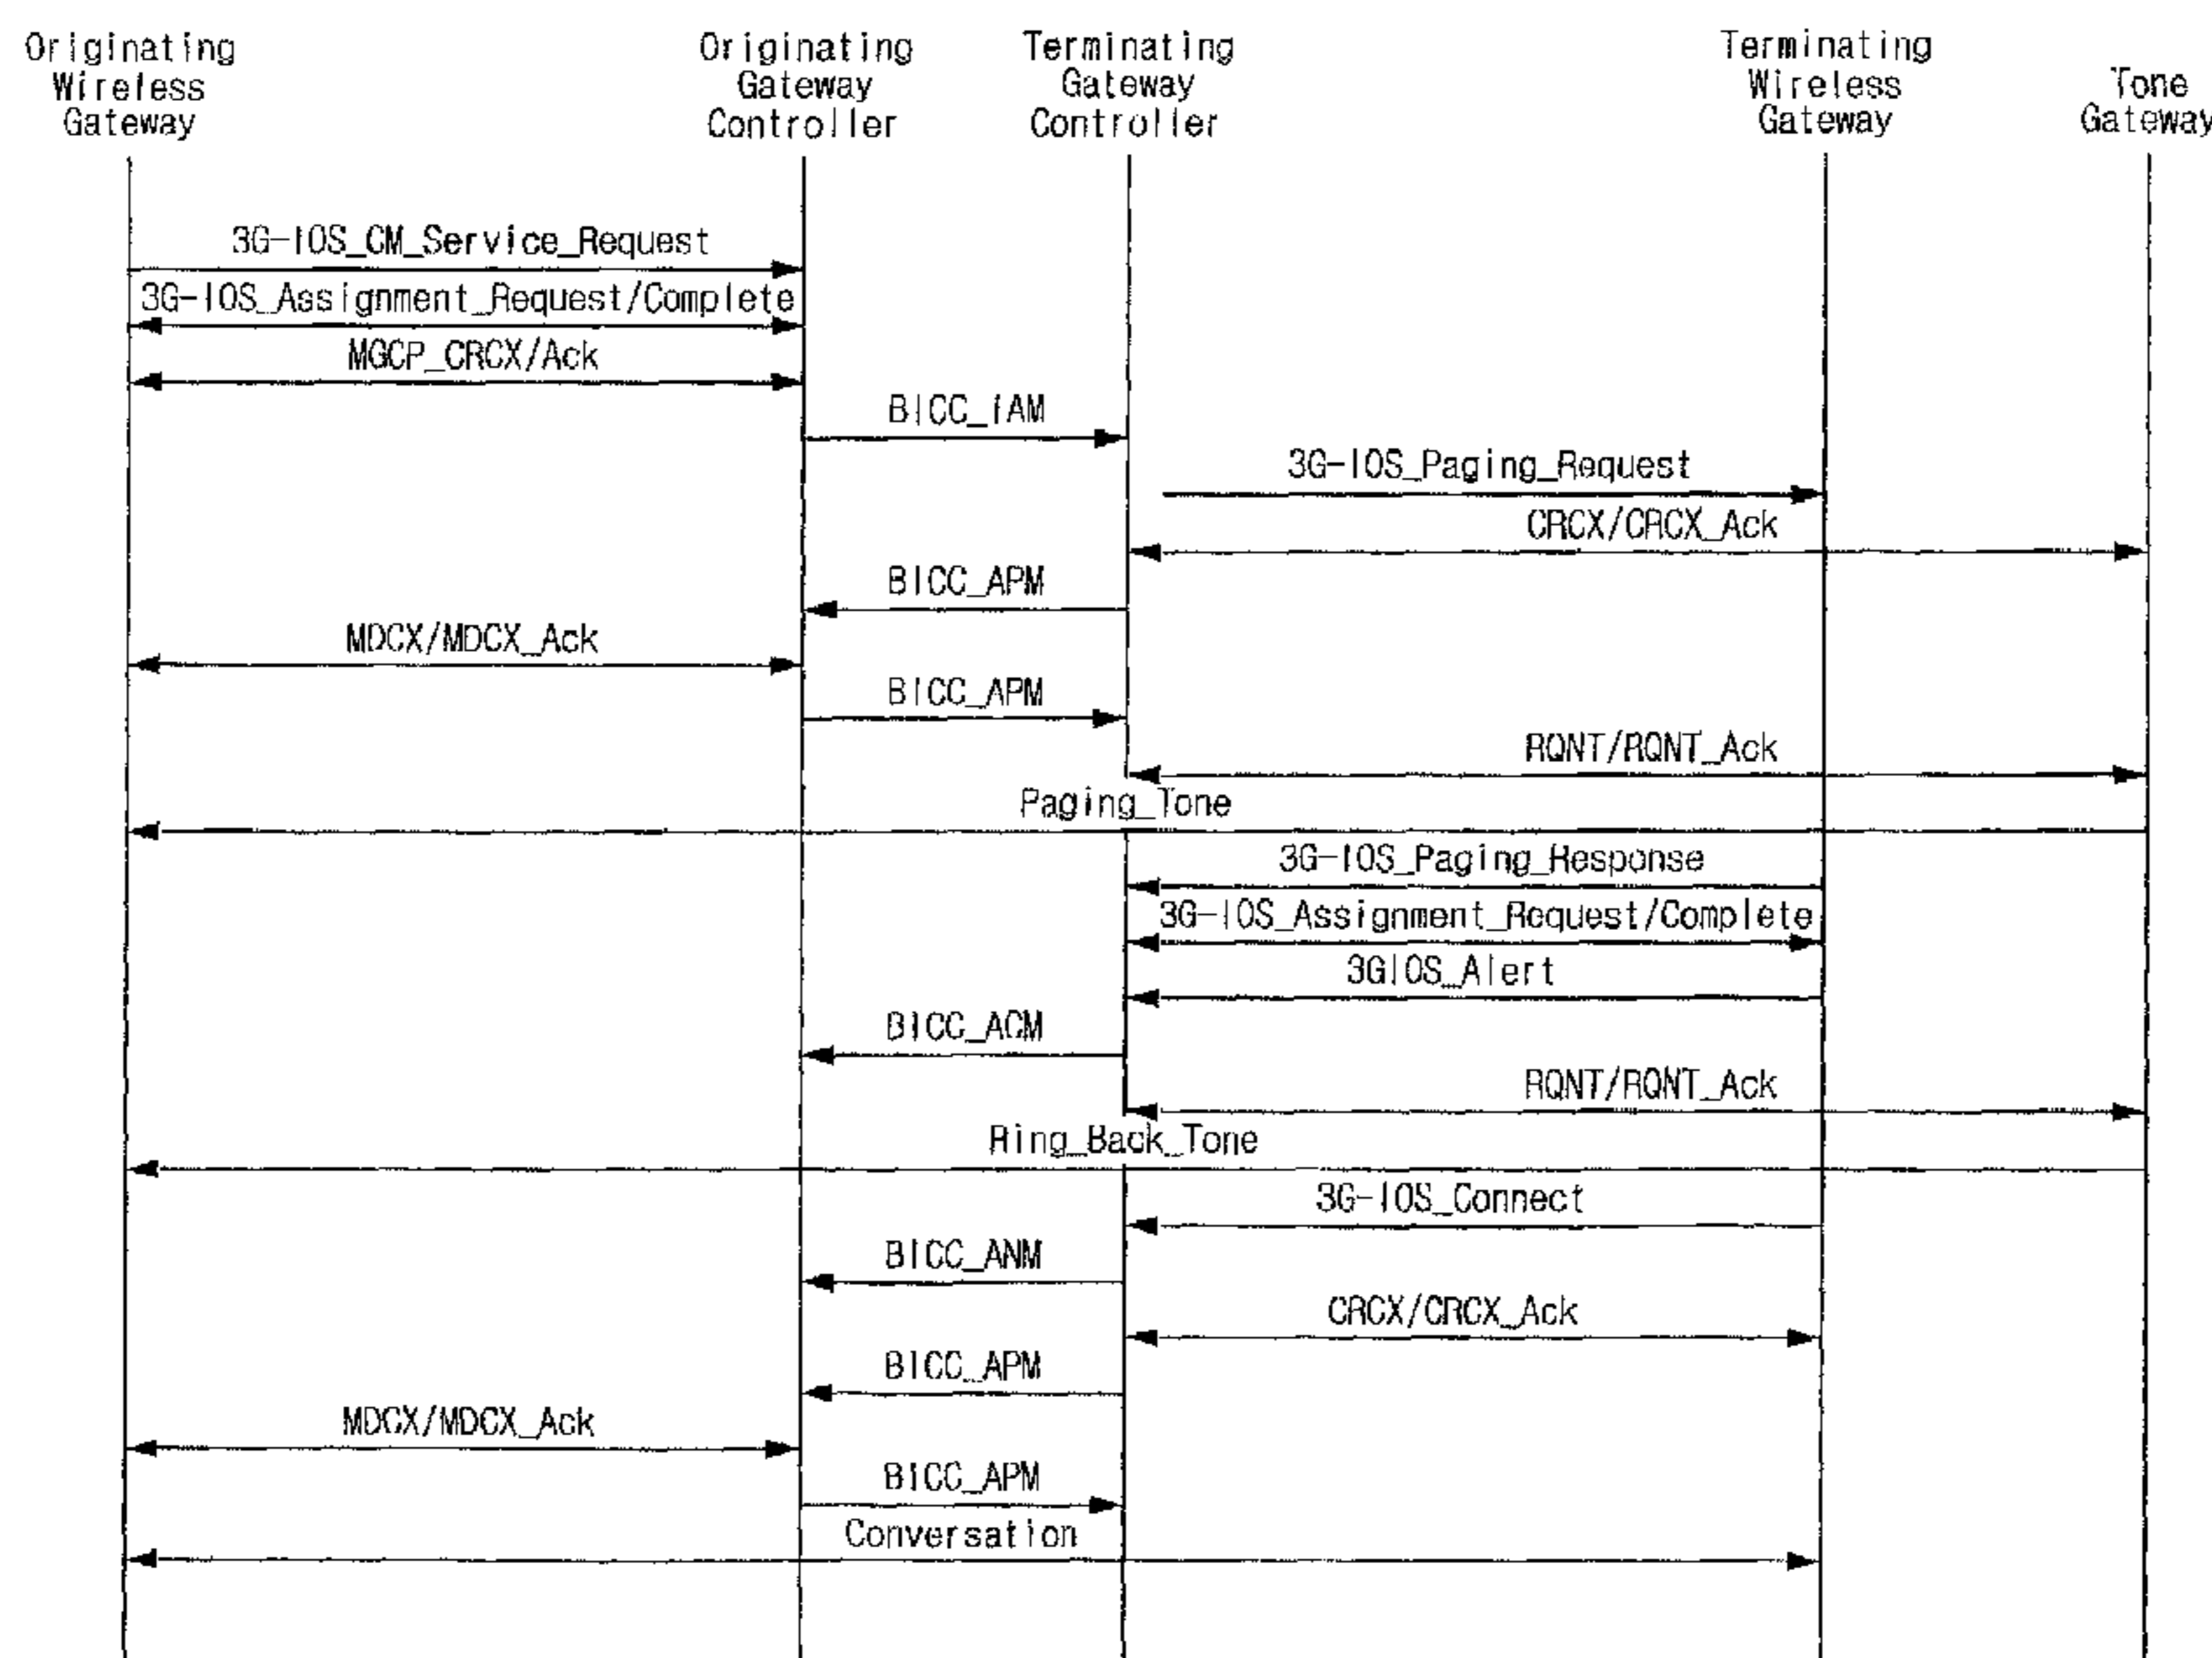 Originating
Wireless
Gateway
Originating
Gateway
Controller
Terminating
Gateway
Controller
Terminating
Wireless
Gateway
Tone
Gateway
3G-IOS_CM_Service_Request
3G-IOS_Assignment_Request/Complete
MGCP_CRCX/Ack
BICC_IAM
3G-IOS_Paging_Request
CRCX/CRCX_Ack
BICC_APM
MDCX/MDCX_Ack
BICC_APM
RQNT/RQNT_Ack
Paging_Tone
3G-IOS_Paging_Response
3G-IOS_Assignment_Request/Complete
3GIOS_Alert
BICC_ACM
RQNT/RQNT_Ack
Ring_Back_Tone
3G-IOS_Connect
BICC_ANM
CRCX/CRCX_Ack
BICC_APM
MDCX/MDCX_Ack
BICC_APM
Conversation